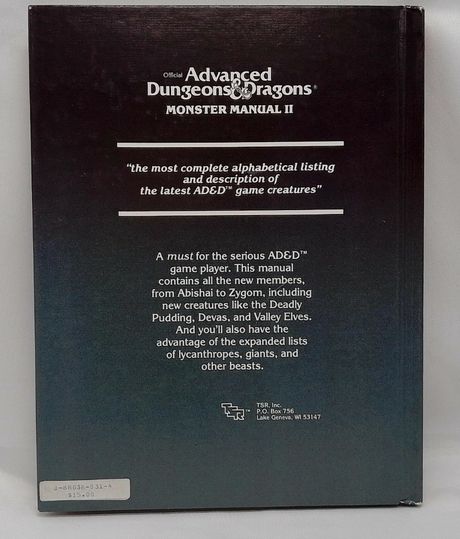 Official Advanced
Dungeons & Dragons®
MONSTER MANUAL II
"the most complete alphabetical listing
and description of
the latest AD&D™ game creatures"
A must for the serious AD&D™
game player. This manual
contains all the new members,
from Abishai to Zygom, including
new creatures like the Deadly
Pudding, Devas, and Valley Elves.
And you'll also have the
advantage of the expanded lists
of lycanthropes, giants, and
other beasts.
TSR™
TSR, Inc.
P.O. Box 756
Lake Geneva, WI 53147
$15.00